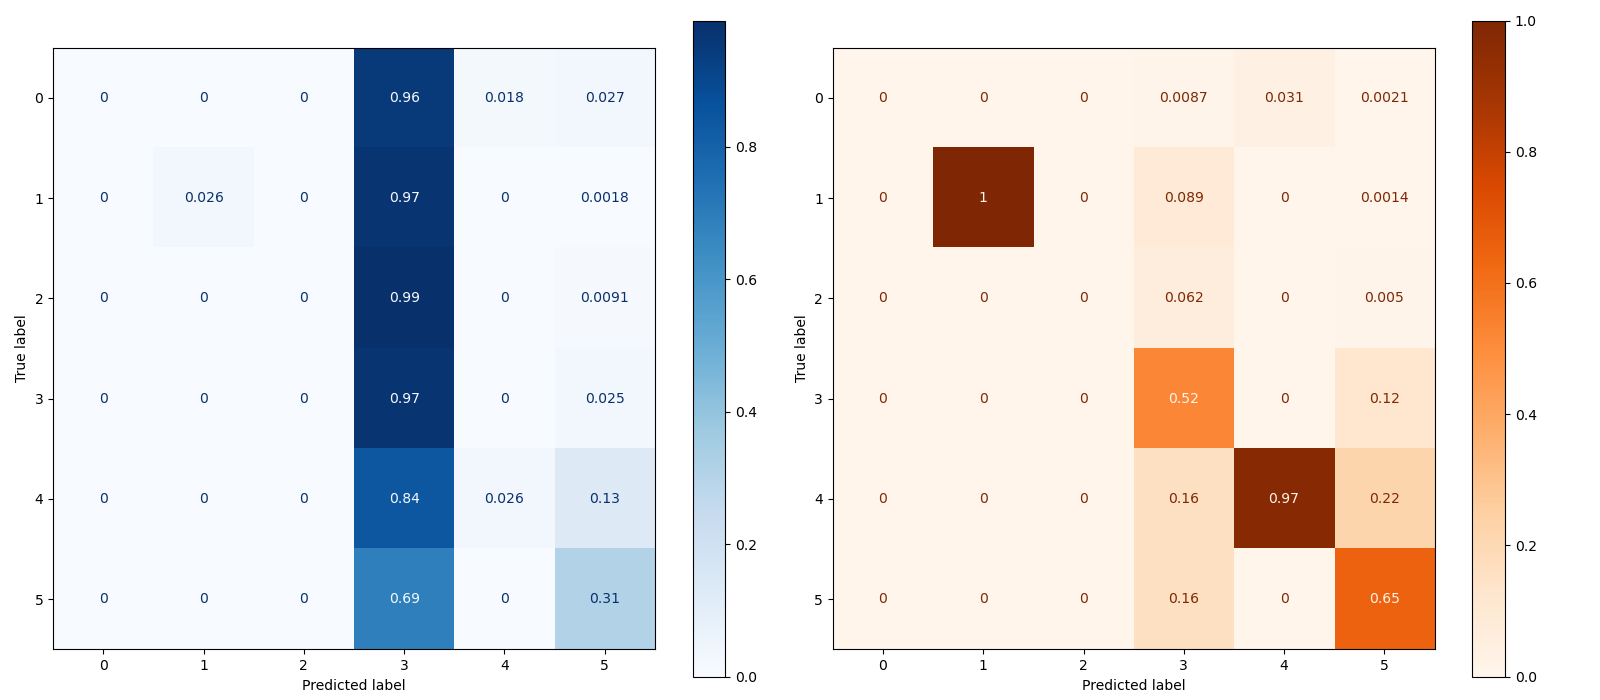 0 0 0 0 0.96 0.018 0.027
1 0 0.026 0 0.97 0 0.0018
2 0 0 0 0.99 0 0.0091
3 0 0 0 0.97 0 0.025
4 0 0 0 0.84 0.026 0.13
5 0 0 0 0.69 0 0.31
0 1 2 3 4 5
Predicted label
True label
0.8
0.6
0.4
0.2
0.0
0 0 0 0 0.0087 0.031 0.0021
1 0 1 0 0.089 0 0.0014
2 0 0 0 0.062 0 0.005
3 0 0 0 0.52 0 0.12
4 0 0 0 0.16 0.97 0.22
5 0 0 0 0.16 0 0.65
0 1 2 3 4 5
Predicted label
True label
1.0
0.8
0.6
0.4
0.2
0.0